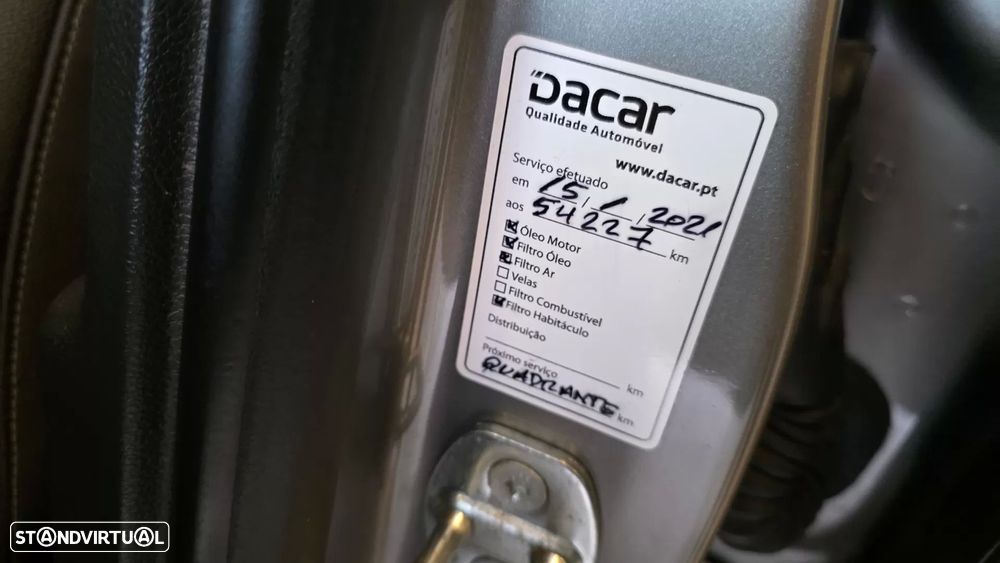 Dacar
Qualidade Automóvel
www.dacar.pt
Serviço efetuado
em 15 / 1 / 2021
aos 54227 km
Óleo Motor
Filtro Óleo
Filtro Ar
Velas
Filtro Combustível
Filtro Habitáculo
Distribuição
km
Próximo serviço
QUADRANTE km
STANDVIRTUAL